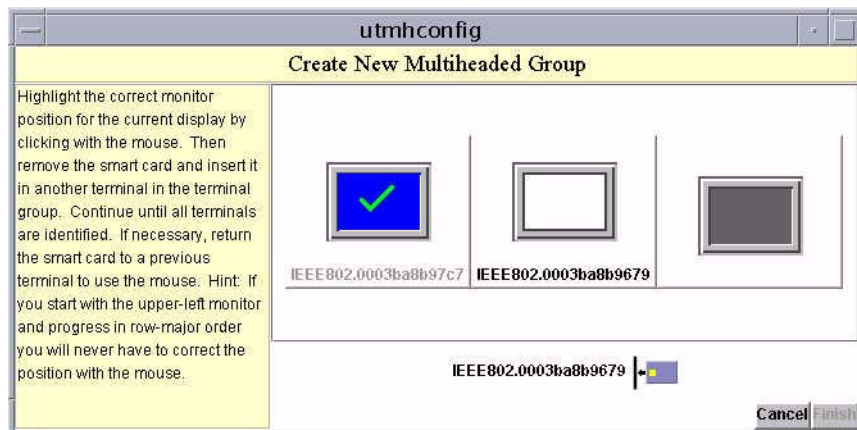 utmhconfig
Create New Multiheaded Group
Highlight the correct monitor
position for the current display by
clicking with the mouse. Then
remove the smart card and insert it
in another terminal in the terminal
group. Continue until all terminals
are identified. If necessary, return
the smart card to a previous
terminal to use the mouse. Hint: If
you start with the upper-left monitor
and progress in row-major order
you will never have to correct the
position with the mouse.
IEEE802.0003ba8b97c7 IEEE802.0003ba8b9679
IEEE802.0003ba8b9679
Cancel Finish